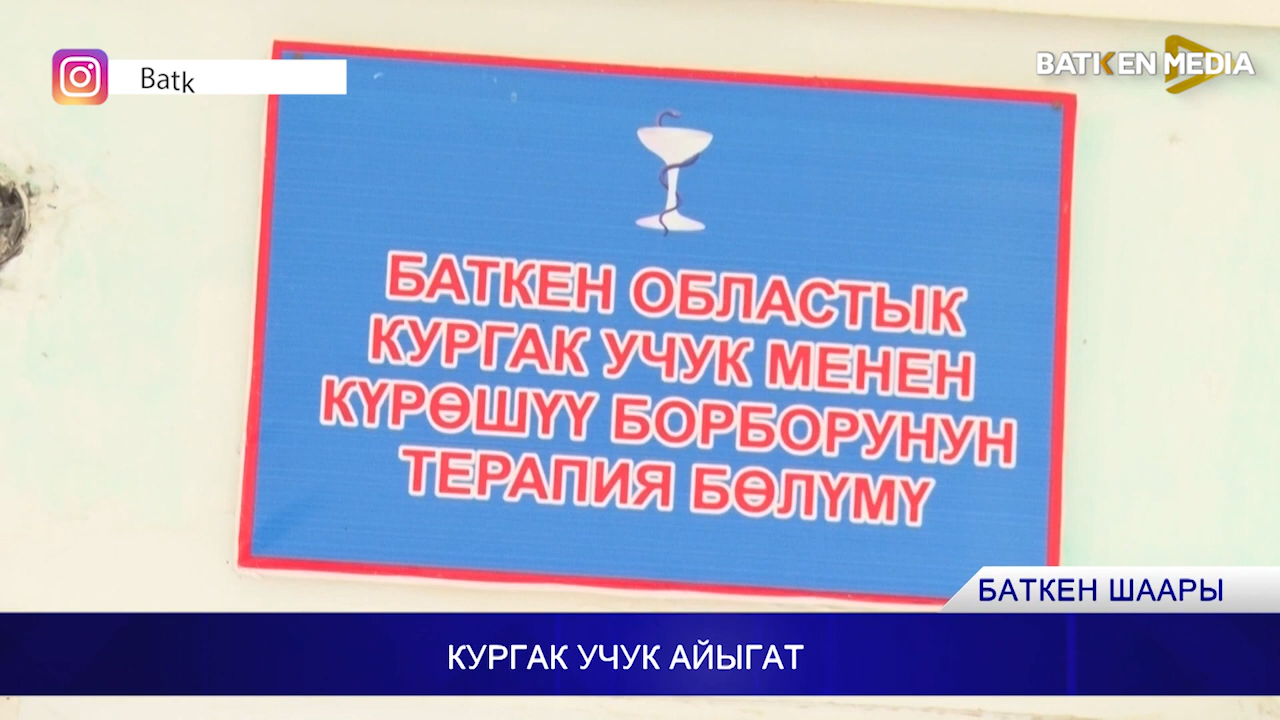 Batk
BATKEN MEDIA
БАТКЕН ОБЛАСТЫК
КУРГАК УЧУК МЕНЕН
КҮРӨШҮҮ БОРБОРУНУН
ТЕРАПИЯ БӨЛҮМҮ
БАТКЕН ШААРЫ
КУРГАК УЧУК АЙЫГАТ